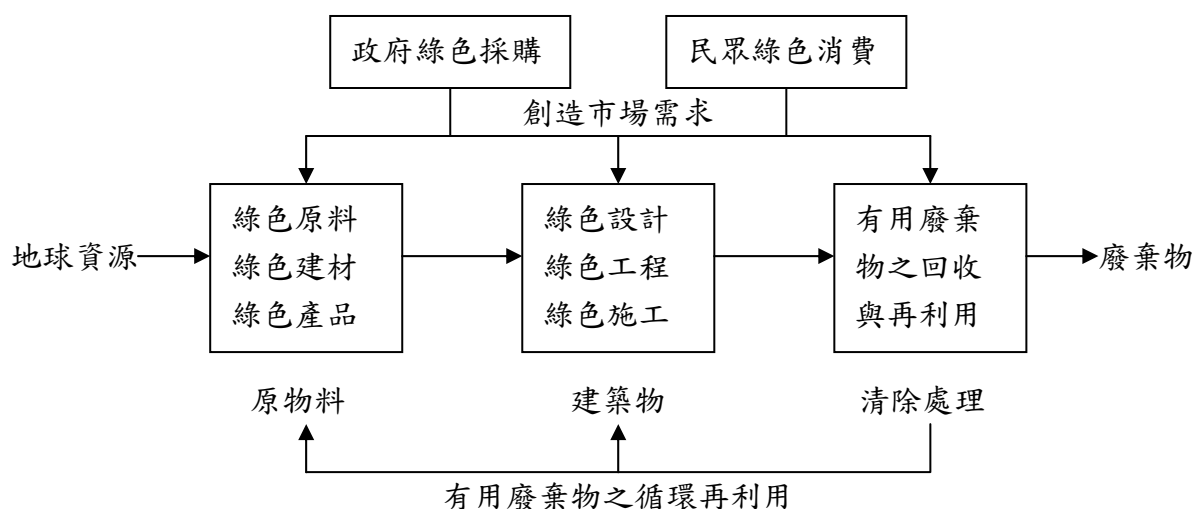 政府綠色採購
民眾綠色消費
創造市場需求
地球資源
綠色原料
綠色建材
綠色產品
綠色設計
綠色工程
綠色施工
有用廢棄
物之回收
與再利用
廢棄物
原物料
建築物
清除處理
有用廢棄物之循環再利用